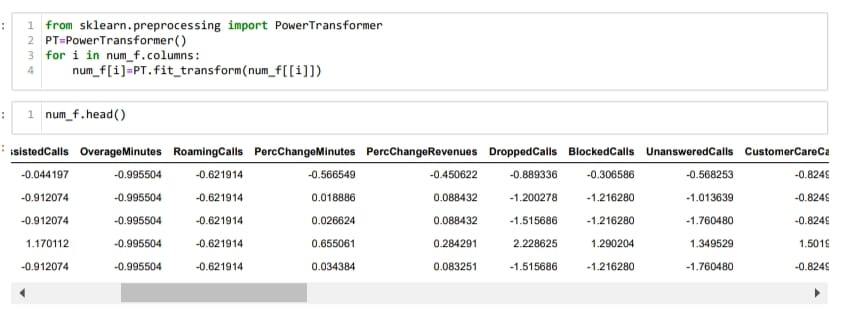 1 from sklearn.preprocessing import PowerTransformer
2 PT=PowerTransformer()
3 for i in num_f.columns:
4 num_f[i]=PT.fit_transform(num_f[[i]])
1 num_f.head()
sistedCalls OverageMinutes RoamingCalls PercChangeMinutes PercChangeRevenues DroppedCalls BlockedCalls UnansweredCalls CustomerCareCa
-0.044197 -0.995504 -0.621914 -0.566549 -0.450622 -0.889336 -0.306586 -0.568253 -0.8249
-0.912074 -0.995504 -0.621914 0.018886 0.088432 -1.200278 -1.216280 -1.013639 -0.8249
-0.912074 -0.995504 -0.621914 0.026624 0.088432 -1.515686 -1.216280 -1.760480 -0.8249
1.170112 -0.995504 -0.621914 0.655061 0.284291 2.228625 1.290204 1.349529 1.5019
-0.912074 -0.995504 -0.621914 0.034384 0.083251 -1.515686 -1.216280 -1.760480 -0.8249